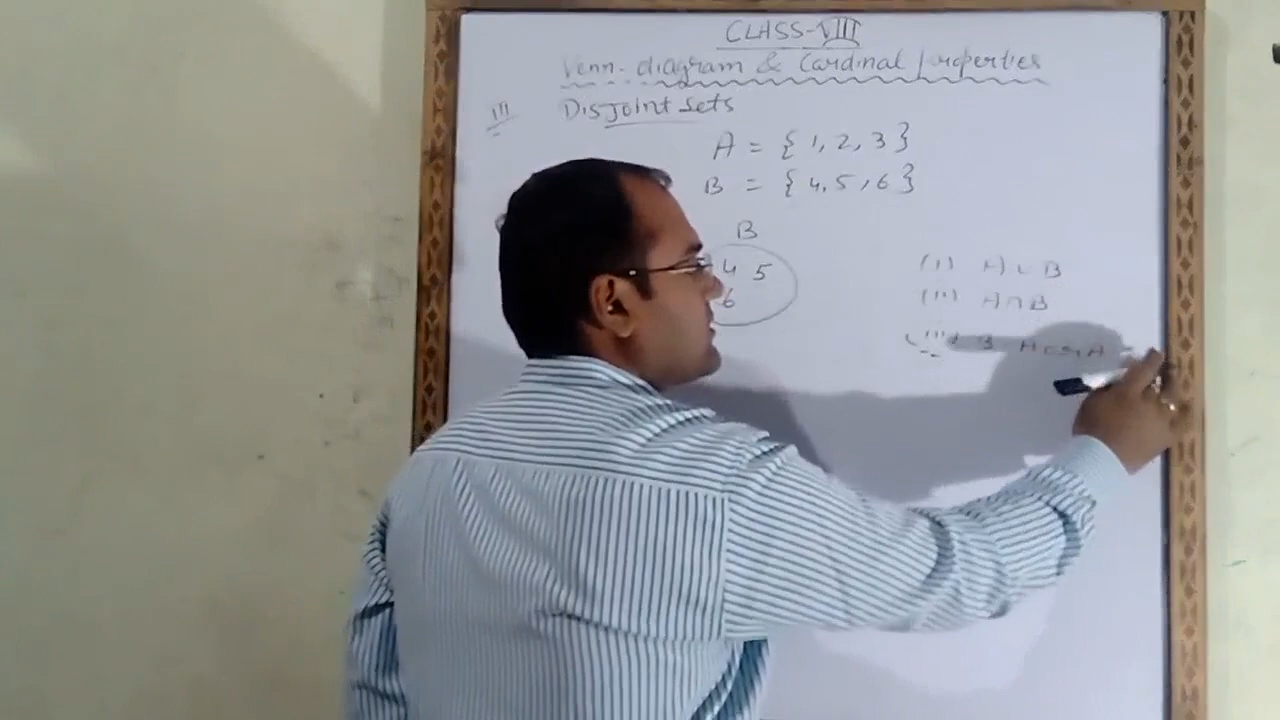 CLASS-VIII
Venn-diagram & Cardinal properties
III Disjoint sets
A = { 1, 2, 3 }
B = { 4, 5, 6 }
B
4 5
6
(i) A ∪ B
(ii) A ∩ B
(iii)